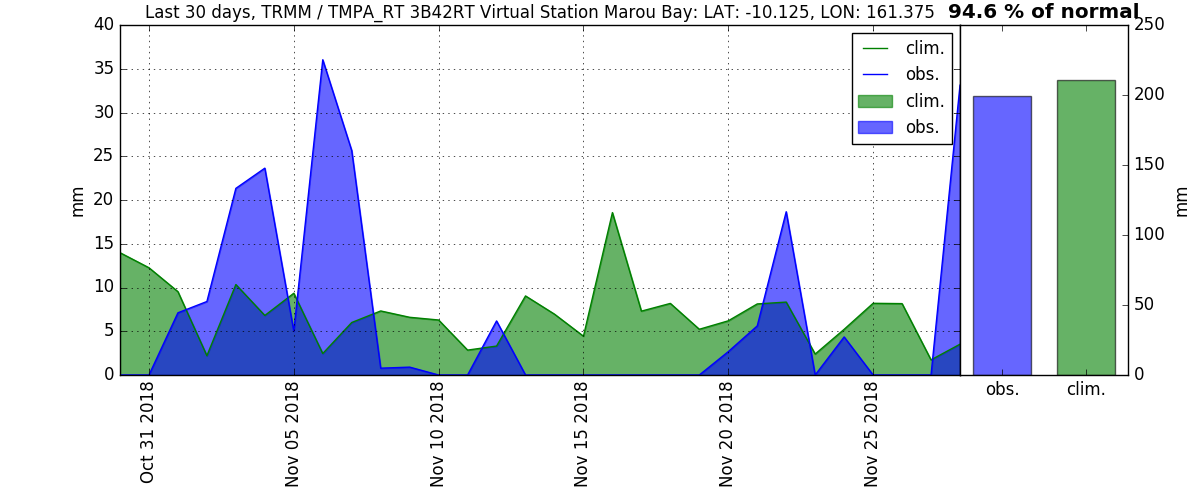 Last 30 days, TRMM / TMPA_RT 3B42RT Virtual Station Marou Bay: LAT: -10.125, LON: 161.375
94.6 % of normal
40
35
30
25
20
15
10
5
0
mm
clim.
obs.
clim.
obs.
Oct 31 2018
Nov 05 2018
Nov 10 2018
Nov 15 2018
Nov 20 2018
Nov 25 2018
250
200
150
100
50
0
mm
obs.
clim.